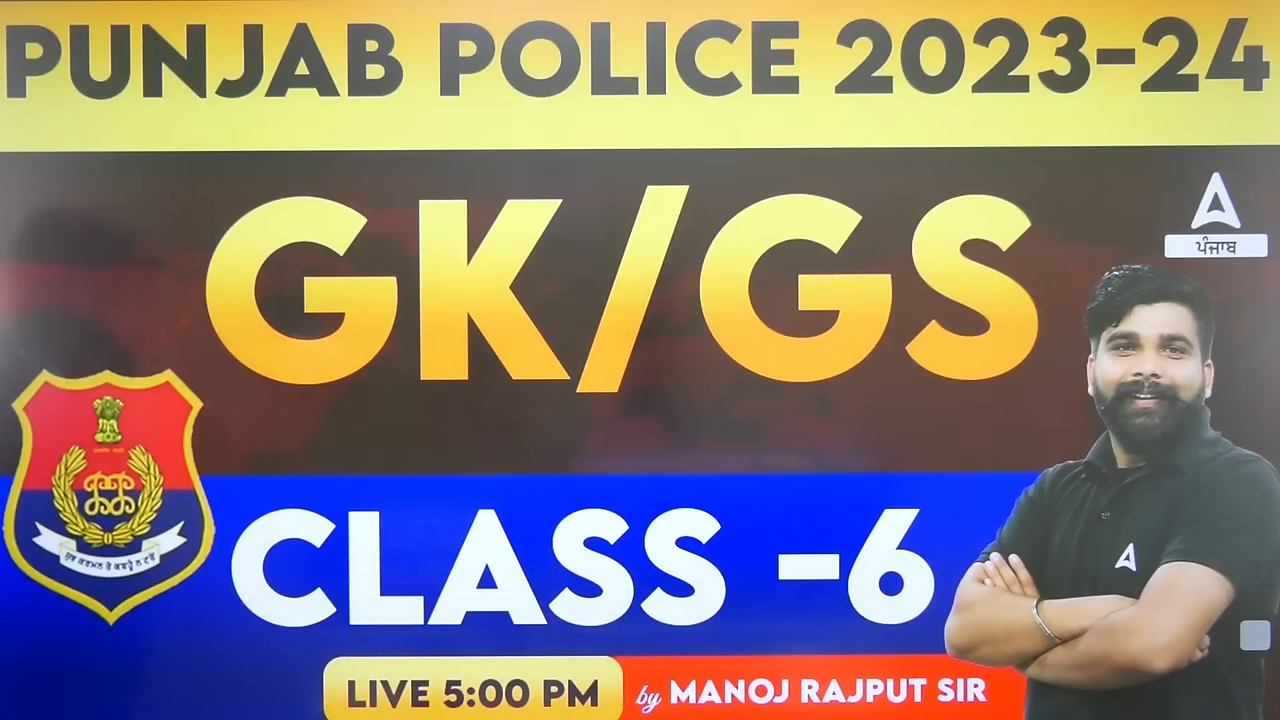 PUNJAB POLICE 2023-24
GK/GS
ਪੰਜਾਬ
CLASS -6
LIVE 5:00 PM
by MANOJ RAJPUT SIR